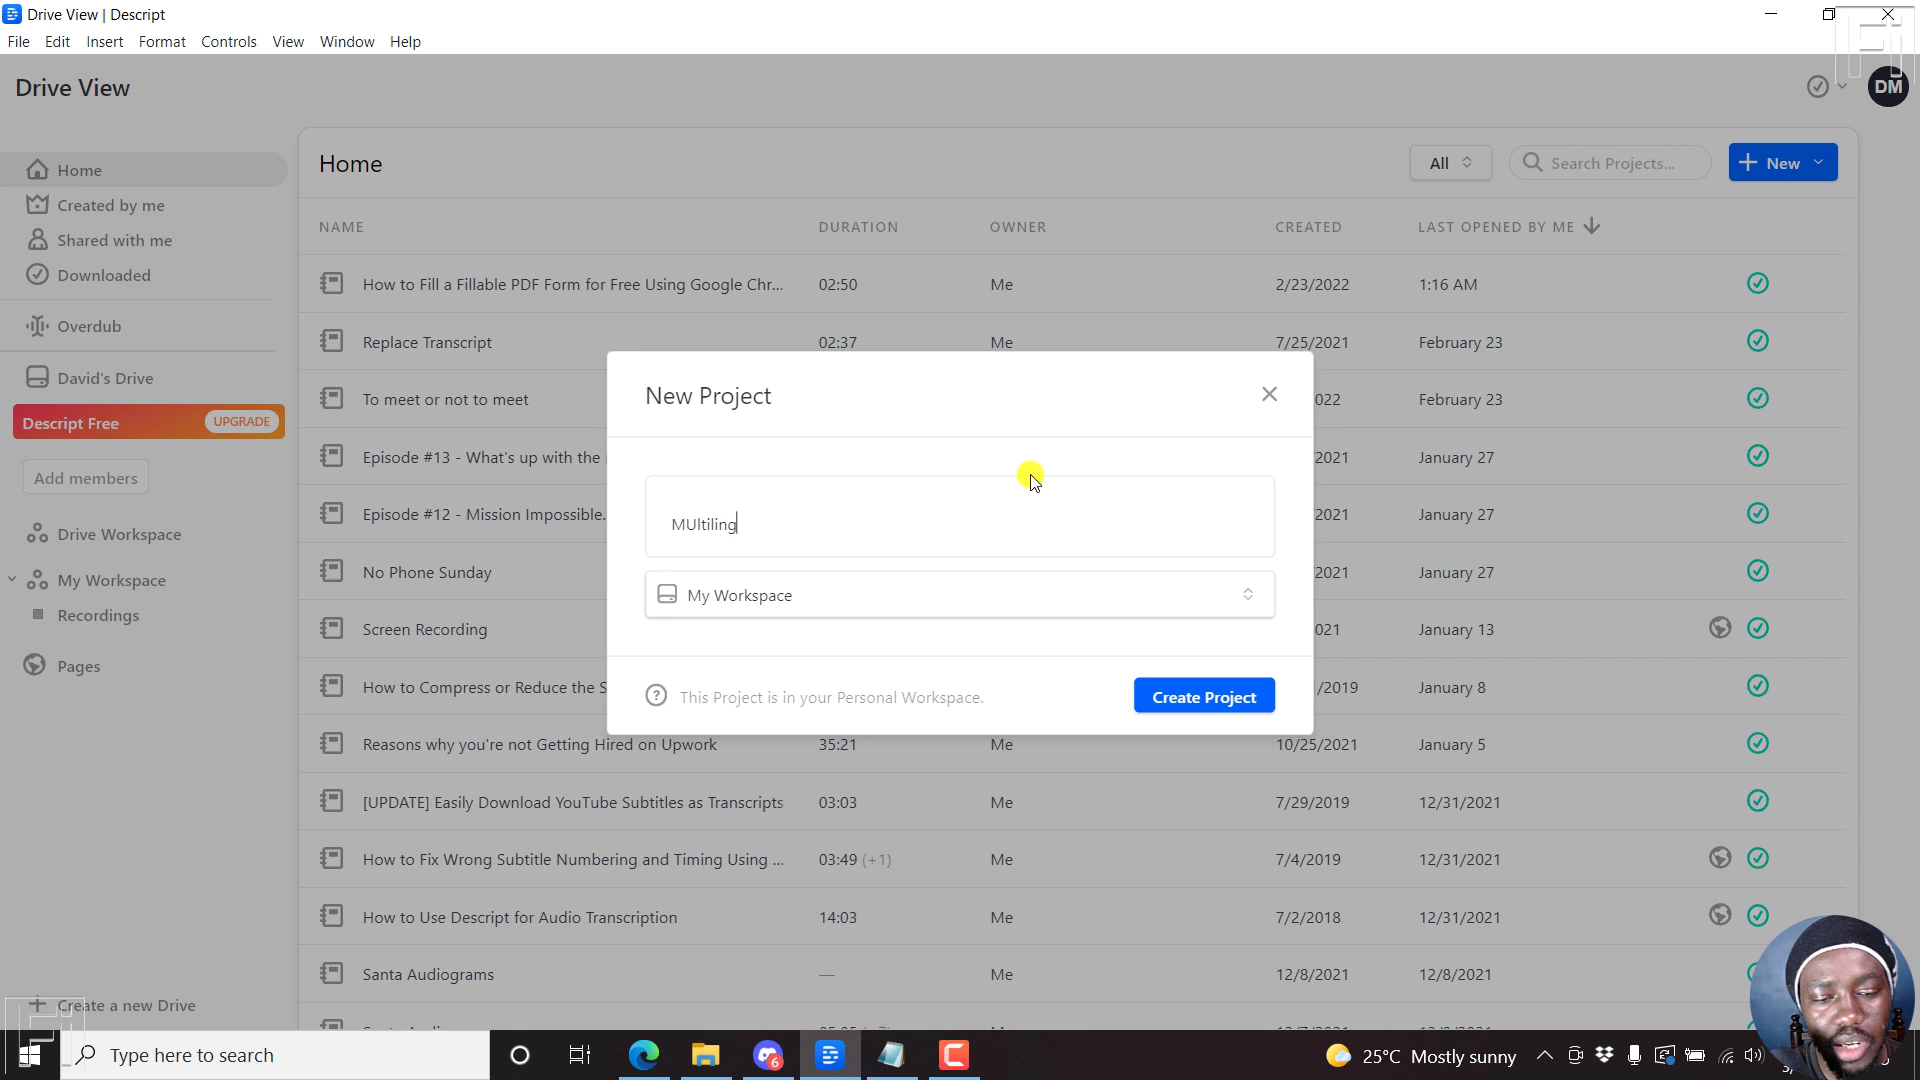 Drive View | Descript
File Edit Insert Format Controls View Window Help
Drive View
DM
Home
Created by me
Shared with me
Downloaded
Overdub
David's Drive
Descript Free UPGRADE
Add members
Drive Workspace
My Workspace
Recordings
Pages
Create a new Drive
Home
All
Search Projects...
New
NAME DURATION OWNER CREATED LAST OPENED BY ME
How to Fill a Fillable PDF Form for Free Using Google Chr... 02:50 Me 2/23/2022 1:16 AM
Replace Transcript 02:37 Me 7/25/2021 February 23
To meet or not to meet 022 February 23
Episode #13 - What's up with the 2021 January 27
Episode #12 - Mission Impossible. 2021 January 27
No Phone Sunday 2021 January 27
Screen Recording 021 January 13
How to Compress or Reduce the S /2019 January 8
Reasons why you're not Getting Hired on Upwork 35:21 Me 10/25/2021 January 5
[UPDATE] Easily Download YouTube Subtitles as Transcripts 03:03 Me 7/29/2019 12/31/2021
How to Fix Wrong Subtitle Numbering and Timing Using ... 03:49 (+1) Me 7/4/2019 12/31/2021
How to Use Descript for Audio Transcription 14:03 Me 7/2/2018 12/31/2021
Santa Audiograms — Me 12/8/2021 12/8/2021
New Project
MUltiling
My Workspace
This Project is in your Personal Workspace.
Create Project
Type here to search
6
25°C Mostly sunny